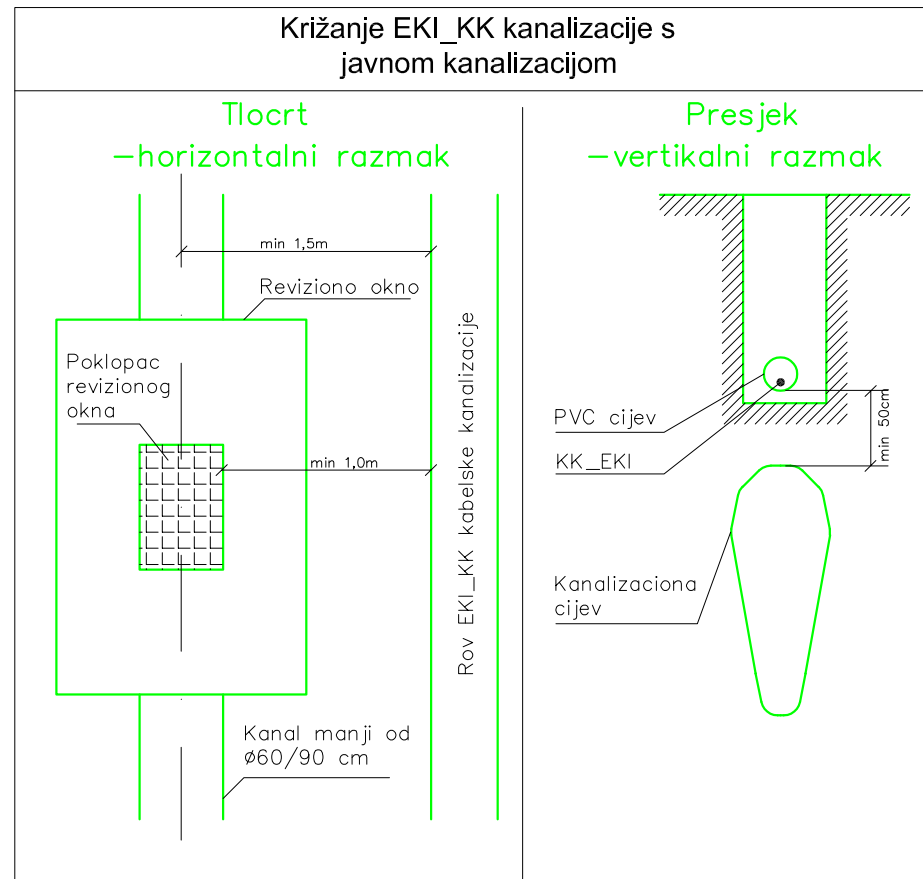 Križanje EKI_KK kanalizacije s
javnom kanalizacijom
Tlocrt
-horizontalni razmak
min 1,5m
Reviziono okno
Poklopac
revizionog
okna
min 1,0m
Rov EKI_KK kabelske kanalizacije
Kanal manji od
ø60/90 cm
Presjek
-vertikalni razmak
PVC cijev
min 50cm
KK_EKI
Kanalizaciona
cijev